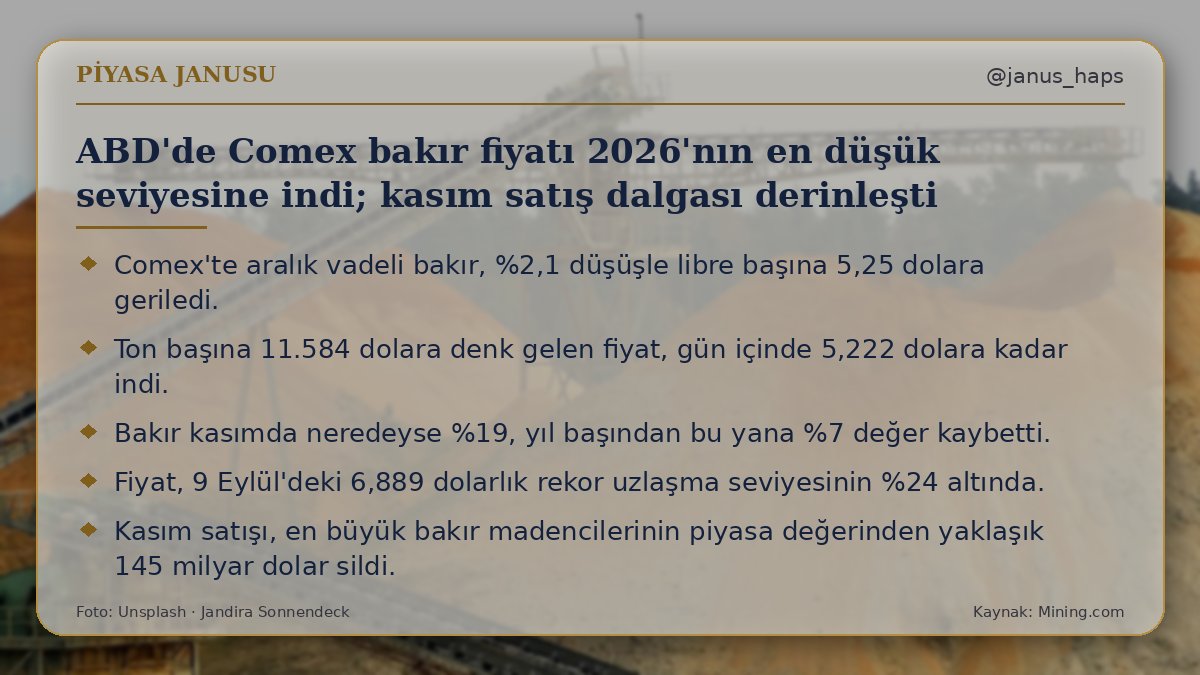 PİYASA JANUSU
@janus_haps
ABD'de Comex bakır fiyatı 2026'nın en düşük
seviyesine indi; kasım satış dalgası derinleşti
Comex'te aralık vadeli bakır, %2,1 düşüşle libre başına 5,25 dolara
geriledi.
Ton başına 11.584 dolara denk gelen fiyat, gün içinde 5,222 dolara kadar
indi.
Bakır kasımda neredeyse %19, yıl başından bu yana %7 değer kaybetti.
Fiyat, 9 Eylül'deki 6,889 dolarlık rekor uzlaşma seviyesinin %24 altında.
Kasım satışı, en büyük bakır madencilerinin piyasa değerinden yaklaşık
145 milyar dolar sildi.
Foto: Unsplash · Jandira Sonnendeck
Kaynak: Mining.com